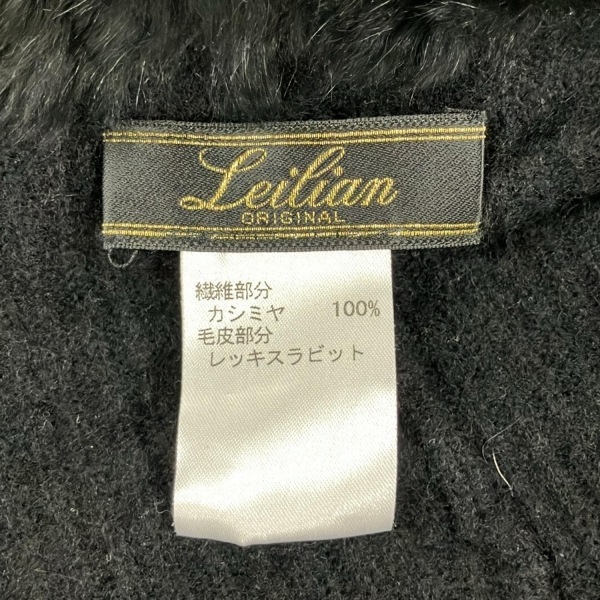 Leilian
ORIGINAL
繊維部分
カシミヤ 100%
毛皮部分
レッキスラビット